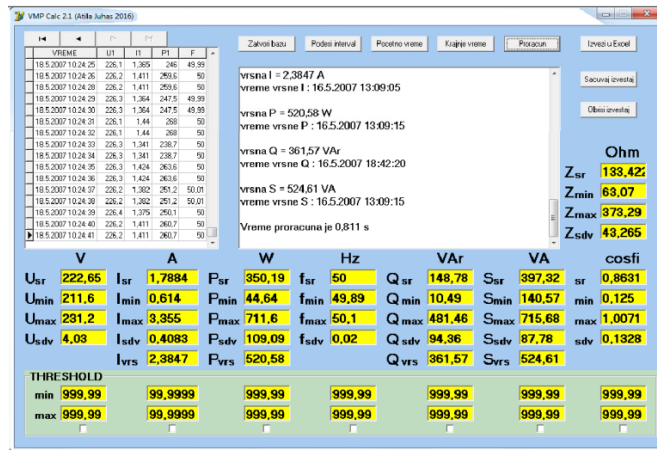 VMP Calc 2.1 (Atila Juhas 2016)
Zatvori bazu Podesi interval Pocetno vreme Krajnje vreme Proracun Izvezi u Excel
Sacuvaj izvestaj
Obrisi izvestaj
VREME U1 I1 P1 F
18.5.2007 10:24:25 226,1 1,365 246 49,99
18.5.2007 10:24:26 226,2 1,411 259,6 50
18.5.2007 10:24:28 226,2 1,411 259,6 50
18.5.2007 10:24:29 226,3 1,364 247,5 49,99
18.5.2007 10:24:30 226,3 1,364 247,5 49,99
18.5.2007 10:24:31 226,1 1,44 268 50
18.5.2007 10:24:32 226,1 1,44 268 50
18.5.2007 10:24:33 226,3 1,341 238,7 50
18.5.2007 10:24:34 226,3 1,341 238,7 50
18.5.2007 10:24:35 226,3 1,424 263,6 50
18.5.2007 10:24:36 226,3 1,424 263,6 50
18.5.2007 10:24:37 226,2 1,382 251,2 50,01
18.5.2007 10:24:38 226,2 1,382 251,2 50,01
18.5.2007 10:24:39 226,4 1,375 250,1 50
18.5.2007 10:24:40 226,2 1,411 260,7 50
18.5.2007 10:24:41 226,2 1,411 260,7 50
vrsna I = 2,3847 A
vreme vrsne I : 16.5.2007 13:09:05
vrsna P = 520,58 W
vreme vrsne P : 16.5.2007 13:09:15
vrsna Q = 361,57 VAr
vreme vrsne Q : 16.5.2007 18:42:20
vrsna S = 524,61 VA
vreme vrsne S : 16.5.2007 13:09:15
Vreme proracuna je 0,811 s
Ohm
Zsr 133,422
Zmin 63,07
Zmax 373,29
Zsdv 43,265
V A W Hz VAr VA cosfi
Usr 222,65 Isr 1,7884 Psr 350,19 fsr 50 Qsr 148,78 Ssr 397,32 sr 0,8631
Umin 211,6 Imin 0,614 Pmin 44,64 fmin 49,89 Qmin 10,49 Smin 140,57 min 0,125
Umax 231,2 Imax 3,355 Pmax 711,6 fmax 50,1 Qmax 481,46 Smax 715,68 max 1,0071
Usdv 4,03 Isdv 0,4083 Psdv 109,09 fsdv 0,02 Qsdv 94,36 Ssdv 87,78 sdv 0,1328
Ivrs 2,3847 Pvrs 520,58 Qvrs 361,57 Svrs 524,61
THRESHOLD
min 999,99 99,9999 999,99 999,99 999,99 999,99 999,99
max 999,99 99,9999 999,99 999,99 999,99 999,99 999,99